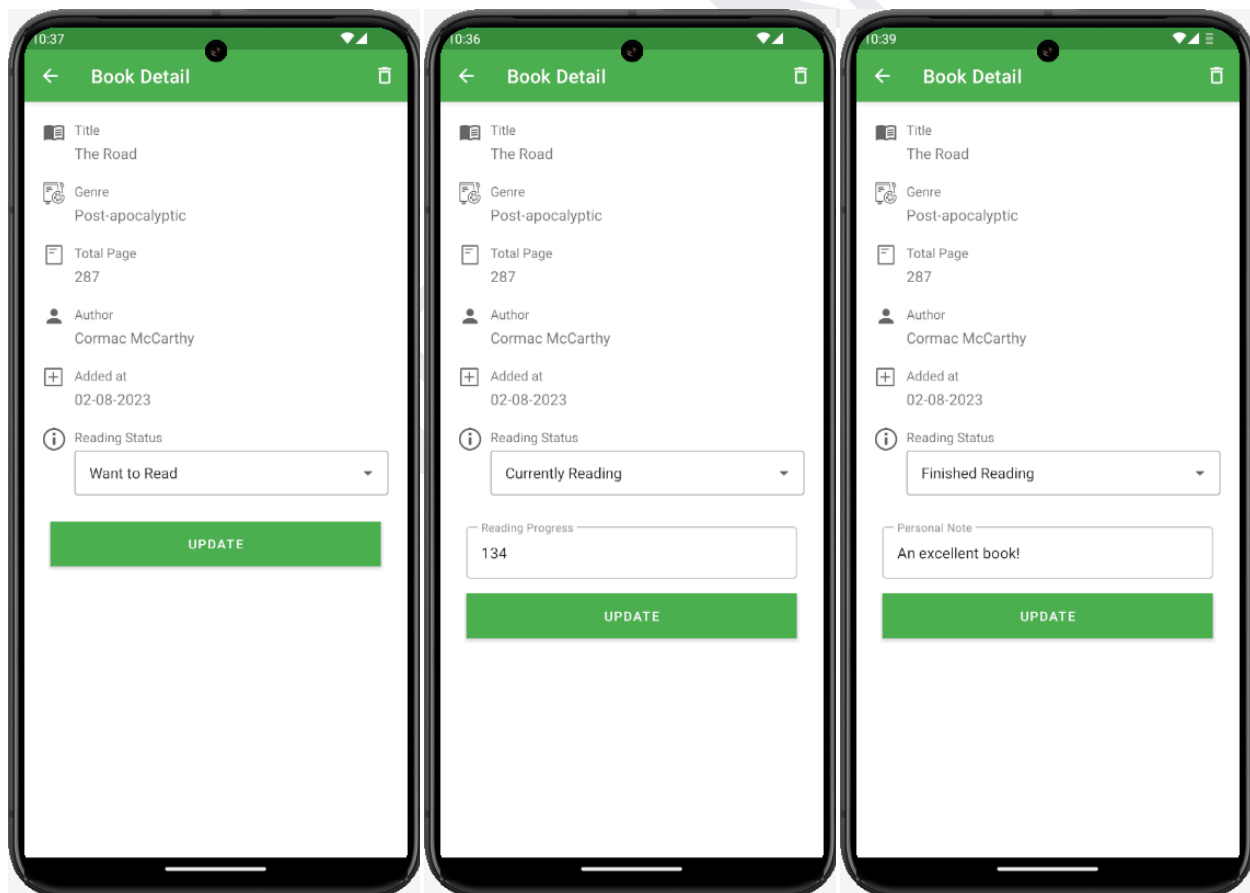 10:37
Book Detail
Title
The Road
Genre
Post-apocalyptic
Total Page
287
Author
Cormac McCarthy
Added at
02-08-2023
Reading Status
Want to Read
UPDATE
10:36
Book Detail
Title
The Road
Genre
Post-apocalyptic
Total Page
287
Author
Cormac McCarthy
Added at
02-08-2023
Reading Status
Currently Reading
Reading Progress
134
UPDATE
10:39
Book Detail
Title
The Road
Genre
Post-apocalyptic
Total Page
287
Author
Cormac McCarthy
Added at
02-08-2023
Reading Status
Finished Reading
Personal Note
An excellent book!
UPDATE